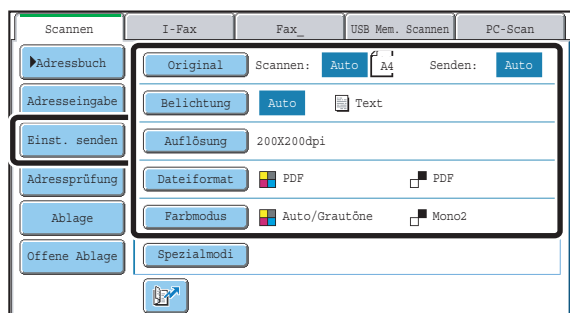 Scannen I-Fax Fax_ USB Mem. Scannen PC-Scan
Adressbuch Original Scannen: Auto A4 Senden: Auto
Adresseingabe Belichtung Auto Text
Einst. senden Auflösung 200X200dpi
Adressprüfung Dateiformat PDF PDF
Ablage Farbmodus Auto/Grautöne Mono2
Offene Ablage Spezialmodi